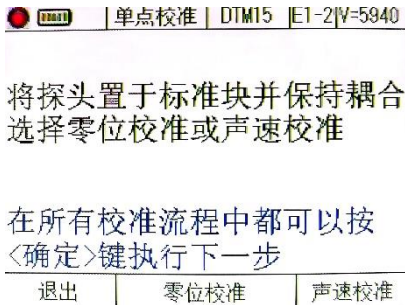 单点校准 DTM15 E1-2 V=5940
将探头置于标准块并保持耦合
选择零位校准或声速校准
在所有校准流程中都可以按
<确定>键执行下一步
退出 零位校准 声速校准